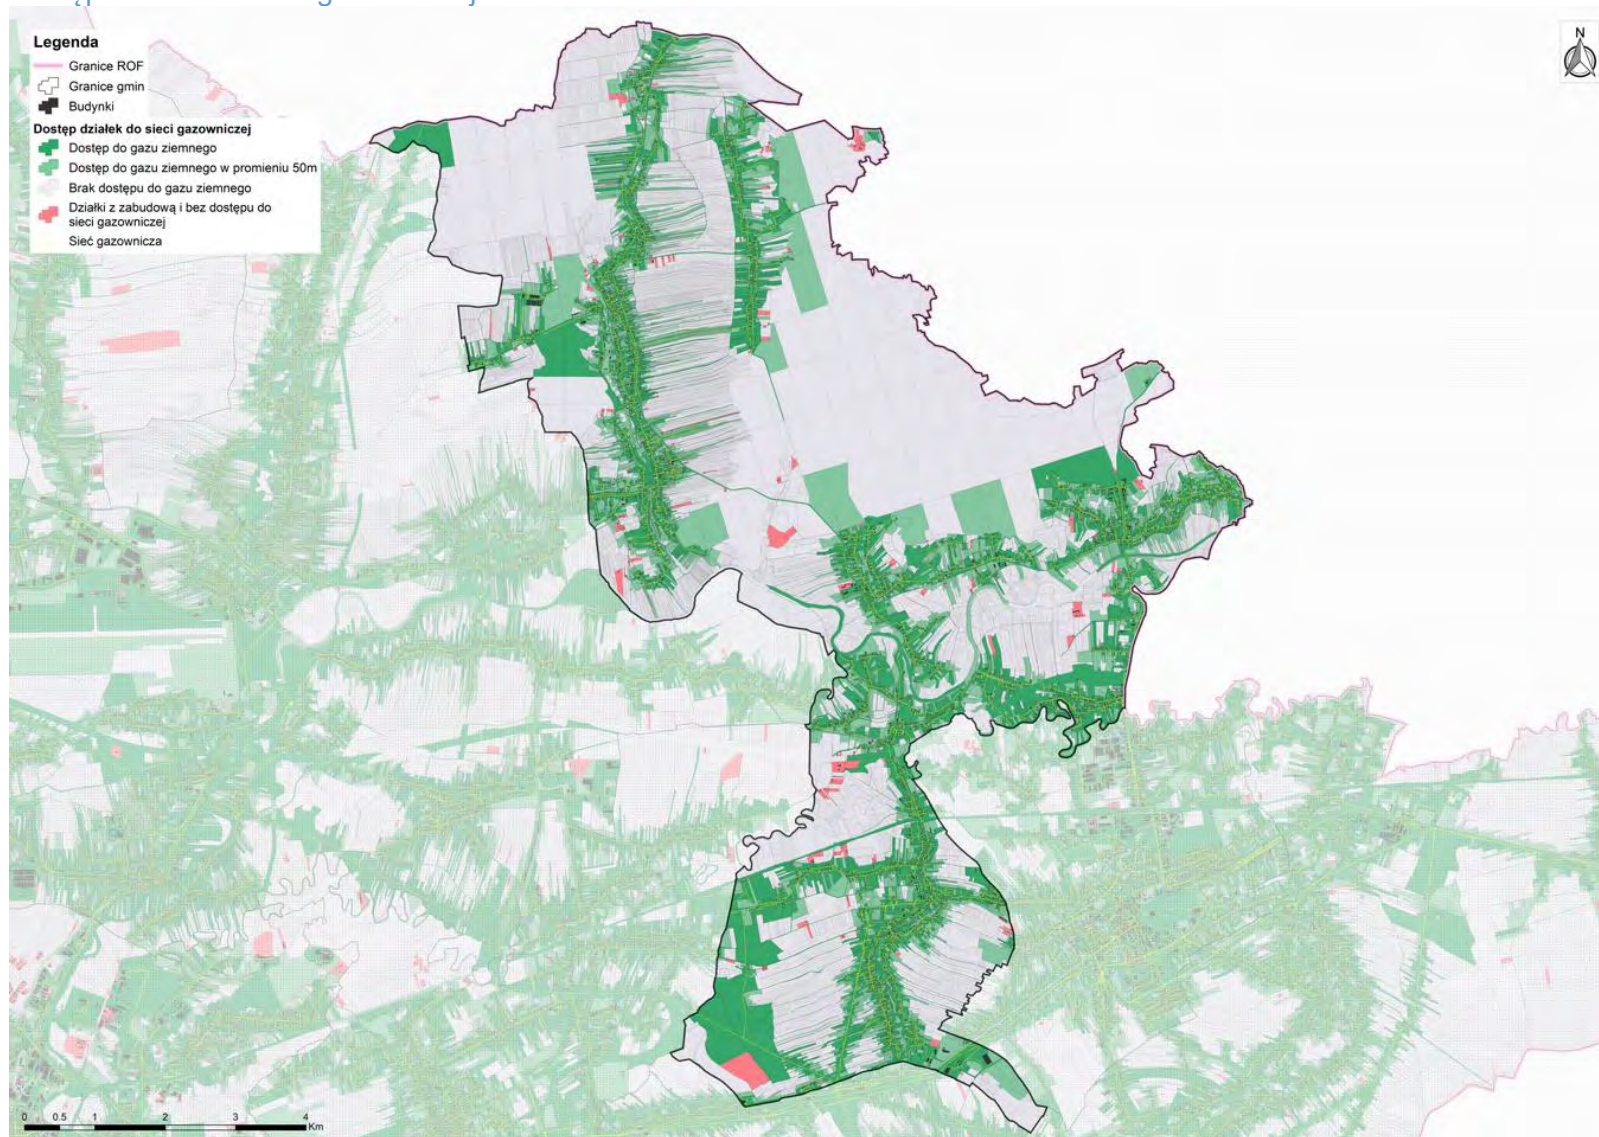 Legenda
Granice ROF
Granice gmin
Budynki
Dostęp działek do sieci gazowniczej
Dostęp do gazu ziemnego
Dostęp do gazu ziemnego w promieniu 50m
Brak dostępu do gazu ziemnego
Działki z zabudową i bez dostępu do
sieci gazowniczej
Sieć gazownicza
N
0 0.5 1 2 3 4
Km